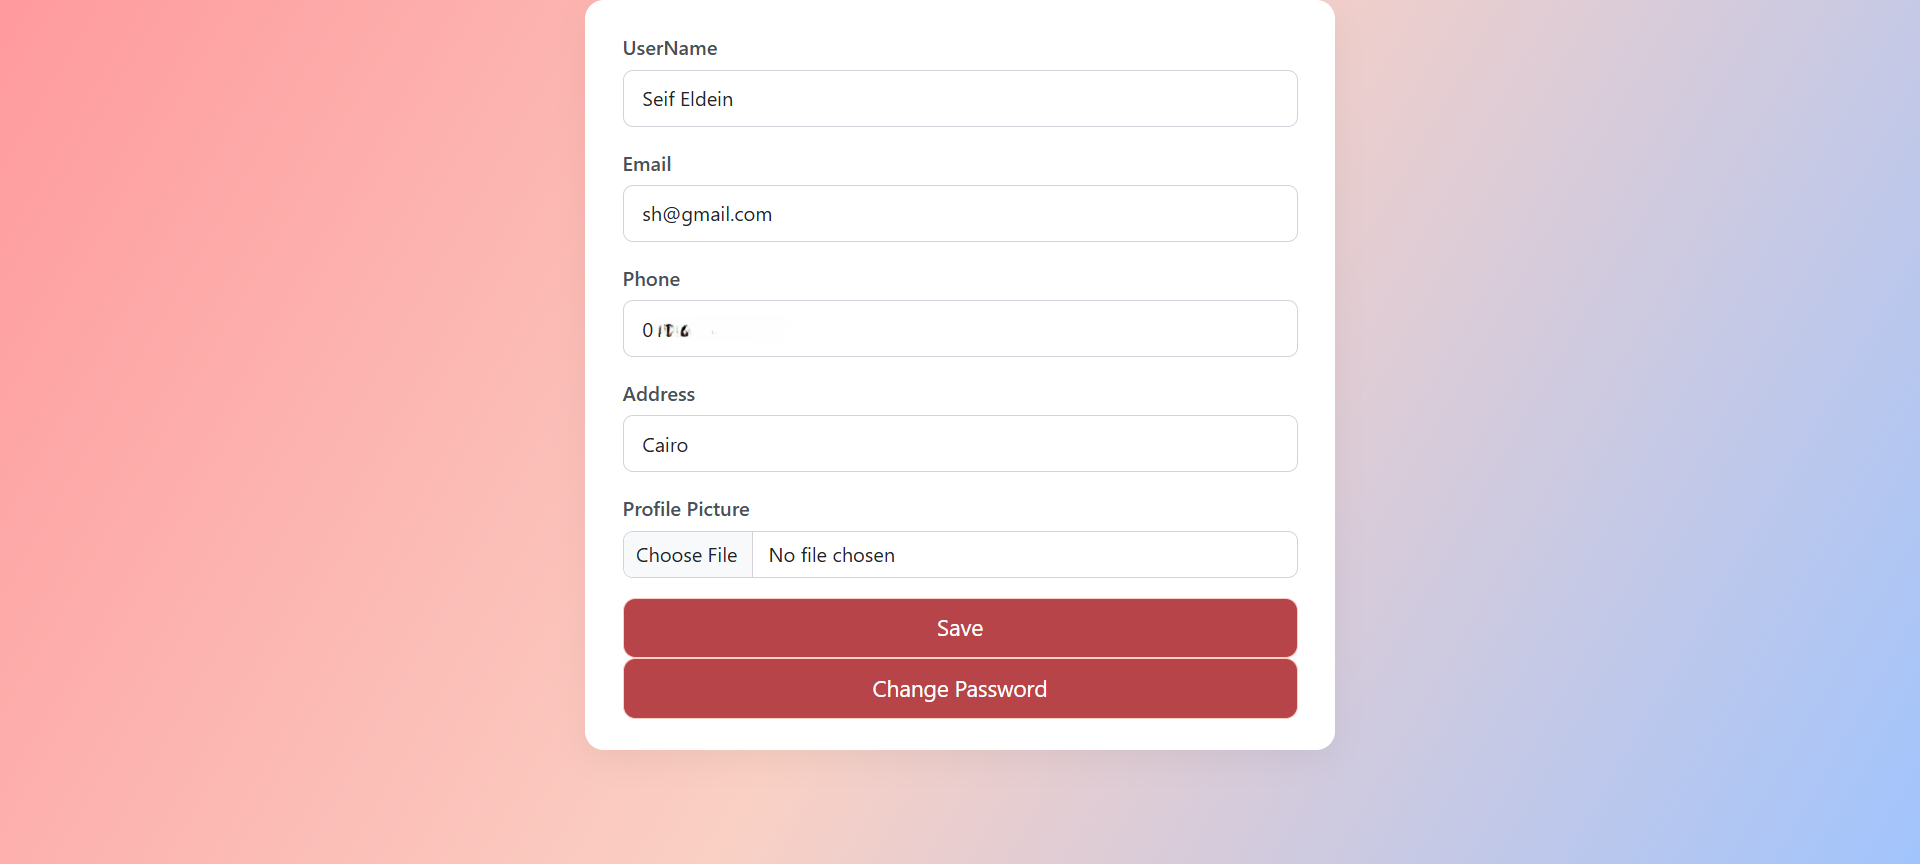 UserName
Seif Eldein
Email
sh@gmail.com
Phone
0
Address
Cairo
Profile Picture
Choose File No file chosen
Save
Change Password